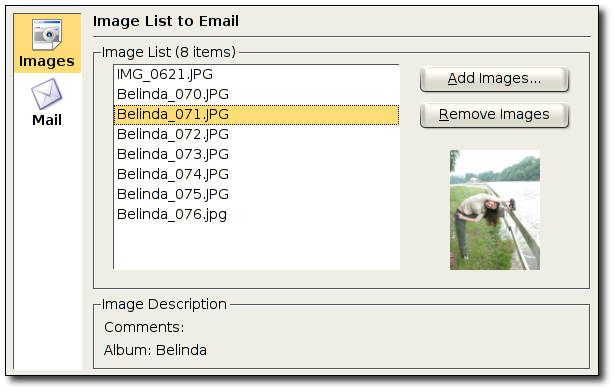 Images
Mail
Image List to Email
Image List (8 items)
IMG_0621.JPG
Belinda_070.JPG
Belinda_071.JPG
Belinda_072.JPG
Belinda_073.JPG
Belinda_074.JPG
Belinda_075.JPG
Belinda_076.jpg
Add Images...
Remove Images
Image Description
Comments:
Album: Belinda